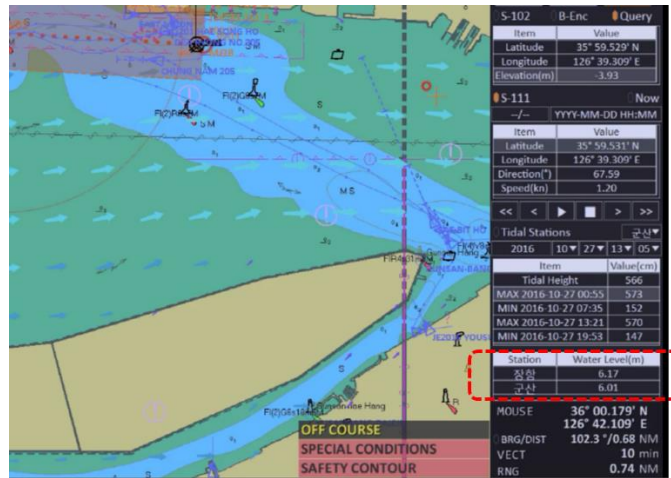 S-102 B-Enc Query
Item Value
Latitude 35° 59.529' N
Longitude 126° 39.309' E
Elevation(m) -3.93
S-111 Now
--/-- YYYY-MM-DD HH:MM
Item Value
Latitude 35° 59.531' N
Longitude 126° 39.309' E
Direction(°) 67.59
Speed(kn) 1.20
<< < > >>
Tidal Stations 군산
2016 10 27 13 05
Item Value(cm)
Tidal Height 566
MAX 2016-10-27 00:55 573
MIN 2016-10-27 07:35 152
MAX 2016-10-27 13:21 570
MIN 2016-10-27 19:53 147
Station Water Level(m)
장항 6.17
군산 6.01
MOUSE 36° 00.179' N
126° 42.109' E
BRG/DIST 102.3 °/0.68 NM
VECT 10 min
RNG 0.74 NM
CHUNG NAM 205
S M
S
M S
S
OFF COURSE
SPECIAL CONDITIONS
SAFETY CONTOUR